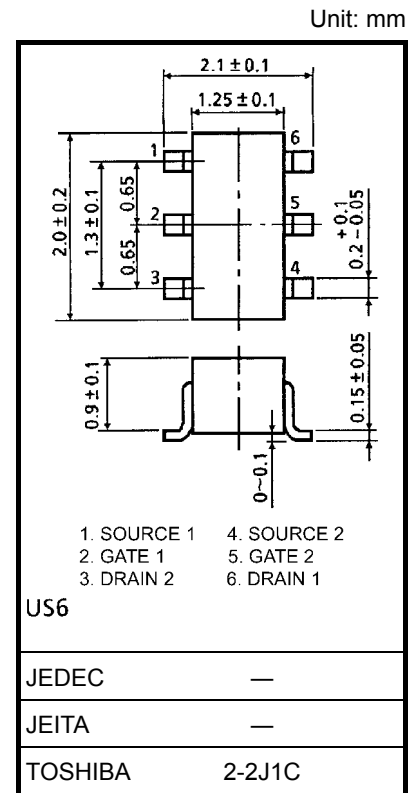 Unit: mm
2.1±0.1
1.25±0.1
1
6
2.0±0.2
1.3±0.1
0.65
0.65
2
5
3
4
+0.1
0.2-0.05
0.9±0.1
0.15±0.05
0~0.1
1. SOURCE 1 4. SOURCE 2
2. GATE 1 5. GATE 2
3. DRAIN 2 6. DRAIN 1
US6
JEDEC —
JEITA —
TOSHIBA 2-2J1C